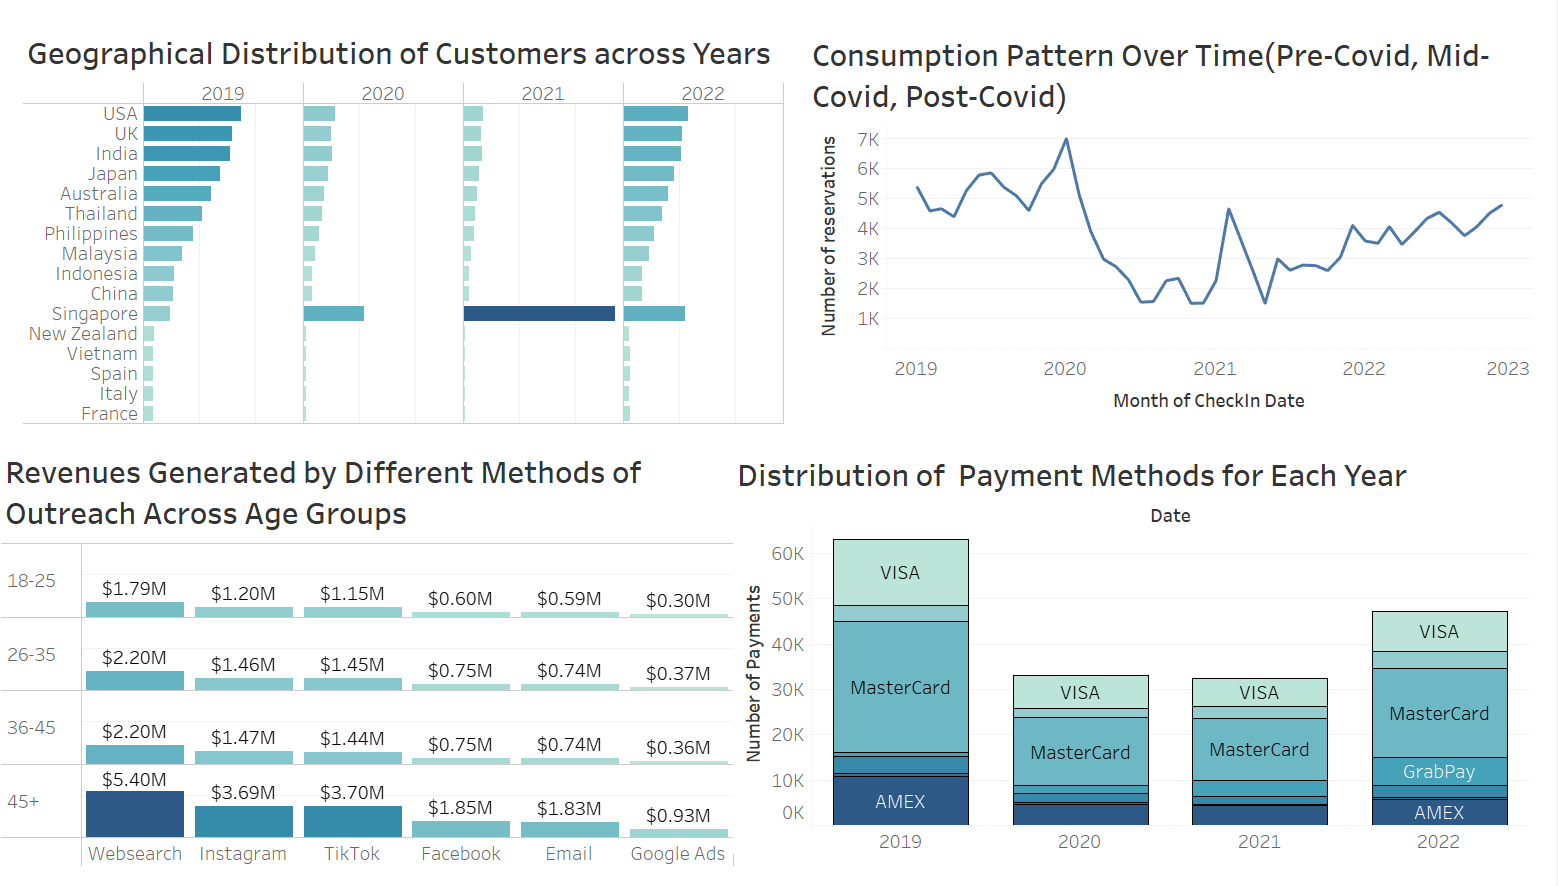 Geographical Distribution of Customers across Years
2019 2020 2021 2022
USA
UK
India
Japan
Australia
Thailand
Philippines
Malaysia
Indonesia
China
Singapore
New Zealand
Vietnam
Spain
Italy
France
Consumption Pattern Over Time(Pre-Covid, Mid-
Covid, Post-Covid)
Number of reservations
7K
6K
5K
4K
3K
2K
1K
2019 2020 2021 2022 2023
Month of CheckIn Date
Revenues Generated by Different Methods of
Outreach Across Age Groups
18-25 $1.79M $1.20M $1.15M $0.60M $0.59M $0.30M
26-35 $2.20M $1.46M $1.45M $0.75M $0.74M $0.37M
36-45 $2.20M $1.47M $1.44M $0.75M $0.74M $0.36M
45+ $5.40M $3.69M $3.70M $1.85M $1.83M $0.93M
Websearch Instagram TikTok Facebook Email Google Ads
Distribution of  Payment Methods for Each Year
Date
Number of Payments
60K
50K
40K
30K
20K
10K
0K
VISA
MasterCard
AMEX
VISA
MasterCard
VISA
MasterCard
VISA
MasterCard
GrabPay
AMEX
2019 2020 2021 2022